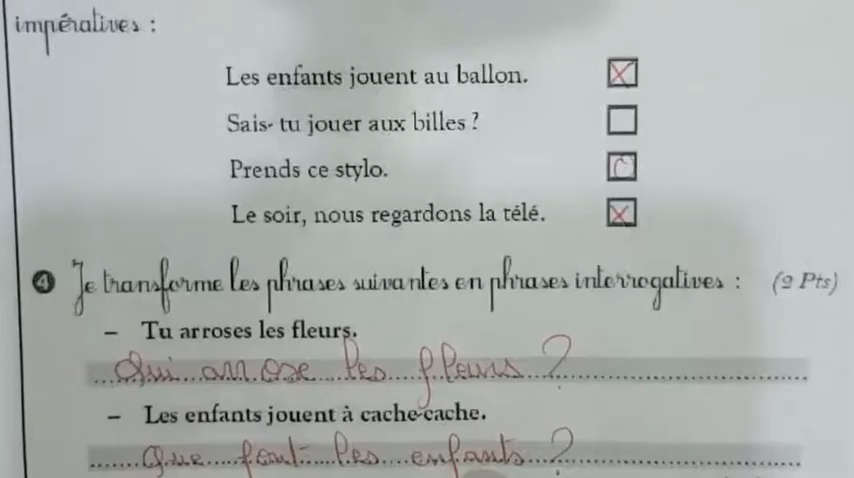 impératives :
Les enfants jouent au ballon. X
Sais-tu jouer aux billes ?
Prends ce stylo.
Le soir, nous regardons la télé. X
4 Je transforme les phrases suivantes en phrases interrogatives : (2 Pts)
– Tu arroses les fleurs.
Qui arrose les fleurs ?
– Les enfants jouent à cache-cache.
Que font les enfants ?